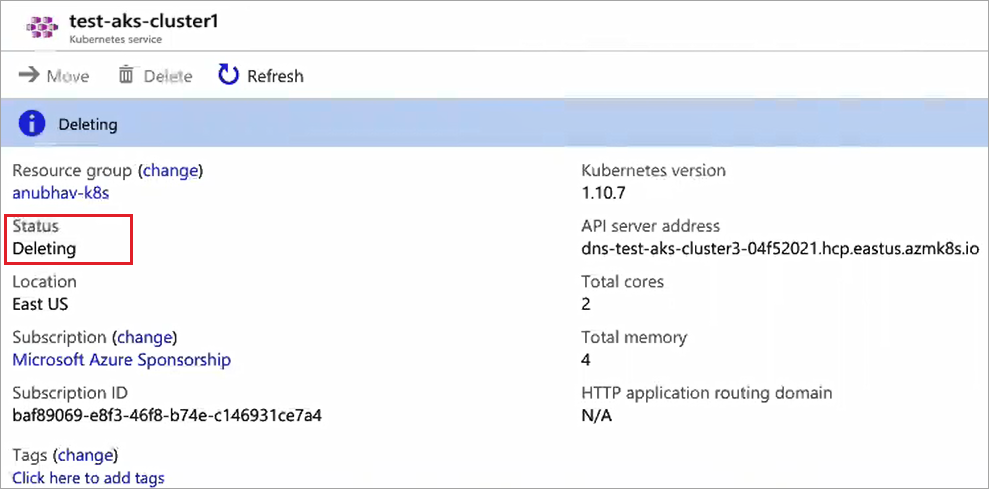 test-aks-cluster1
Kubernetes service
Move Delete Refresh
Deleting
Resource group (change)
anubhav-k8s
Status
Deleting
Location
East US
Subscription (change)
Microsoft Azure Sponsorship
Subscription ID
baf89069-e8f3-46f8-b74e-c146931ce7a4
Tags (change)
Click here to add tags
Kubernetes version
1.10.7
API server address
dns-test-aks-cluster3-04f52021.hcp.eastus.azmk8s.io
Total cores
2
Total memory
4
HTTP application routing domain
N/A